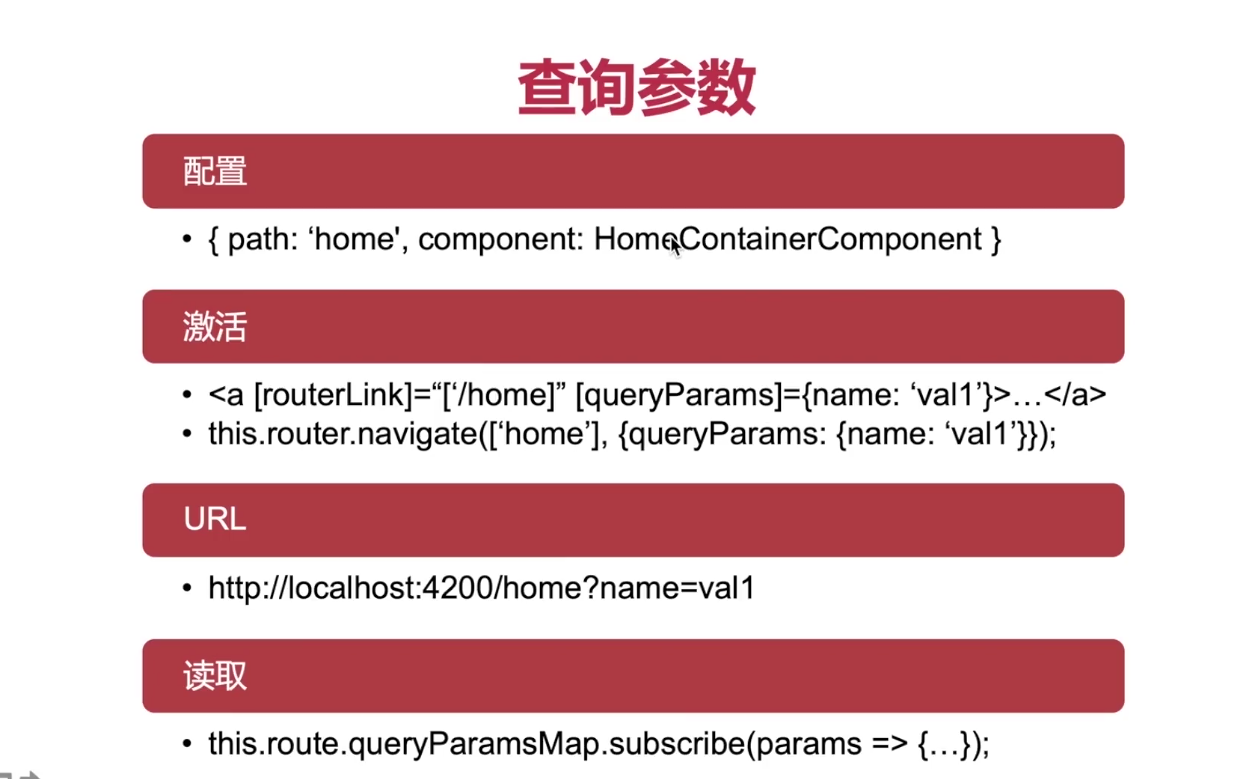 查询参数
配置
• { path: ‘home', component: HomeContainerComponent }
激活
• <a [routerLink]=“[‘/home]” [queryParams]={name: ‘val1’}>…</a>
• this.router.navigate([‘home’], {queryParams: {name: ‘val1’}});
URL
• http://localhost:4200/home?name=val1
读取
• this.route.queryParamsMap.subscribe(params => {…});